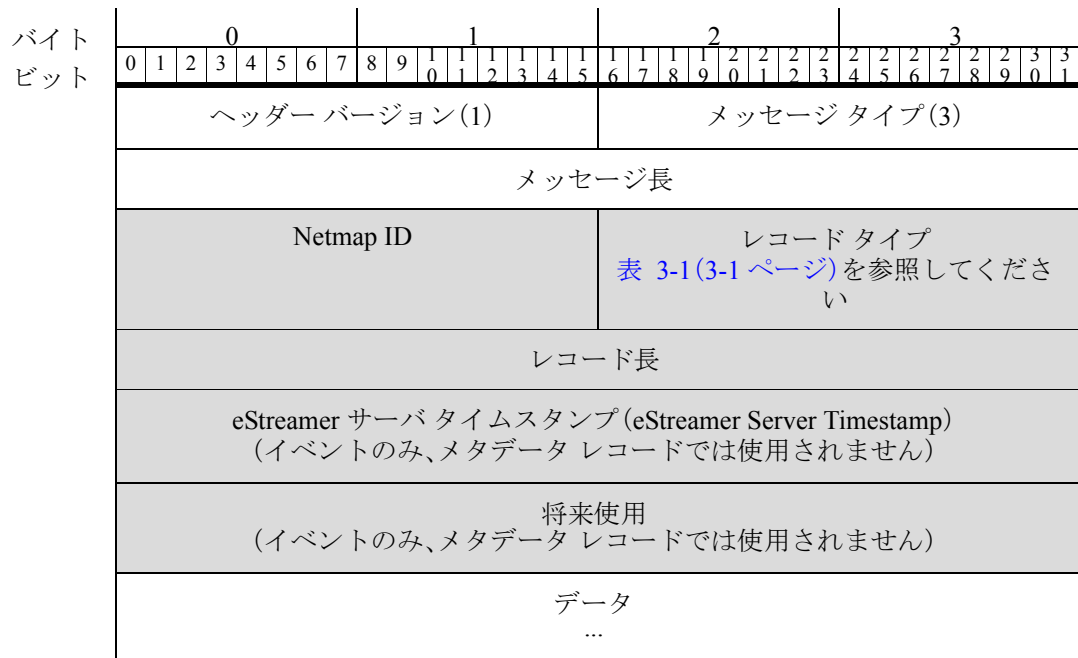 バイト 0 1 2 3
ビット 0 1 2 3 4 5 6 7 8 9 10 11 12 13 14 15 16 17 18 19 20 21 22 23 24 25 26 27 28 29 30 31
ヘッダー バージョン(1) メッセージ タイプ(3)
メッセージ長
Netmap ID レコード タイプ
表 3-1(3-1 ページ)を参照してくださ
い
レコード長
eStreamer サーバ タイムスタンプ(eStreamer Server Timestamp)
(イベントのみ、メタデータ レコードでは使用されません)
将来使用
(イベントのみ、メタデータ レコードでは使用されません)
データ
...